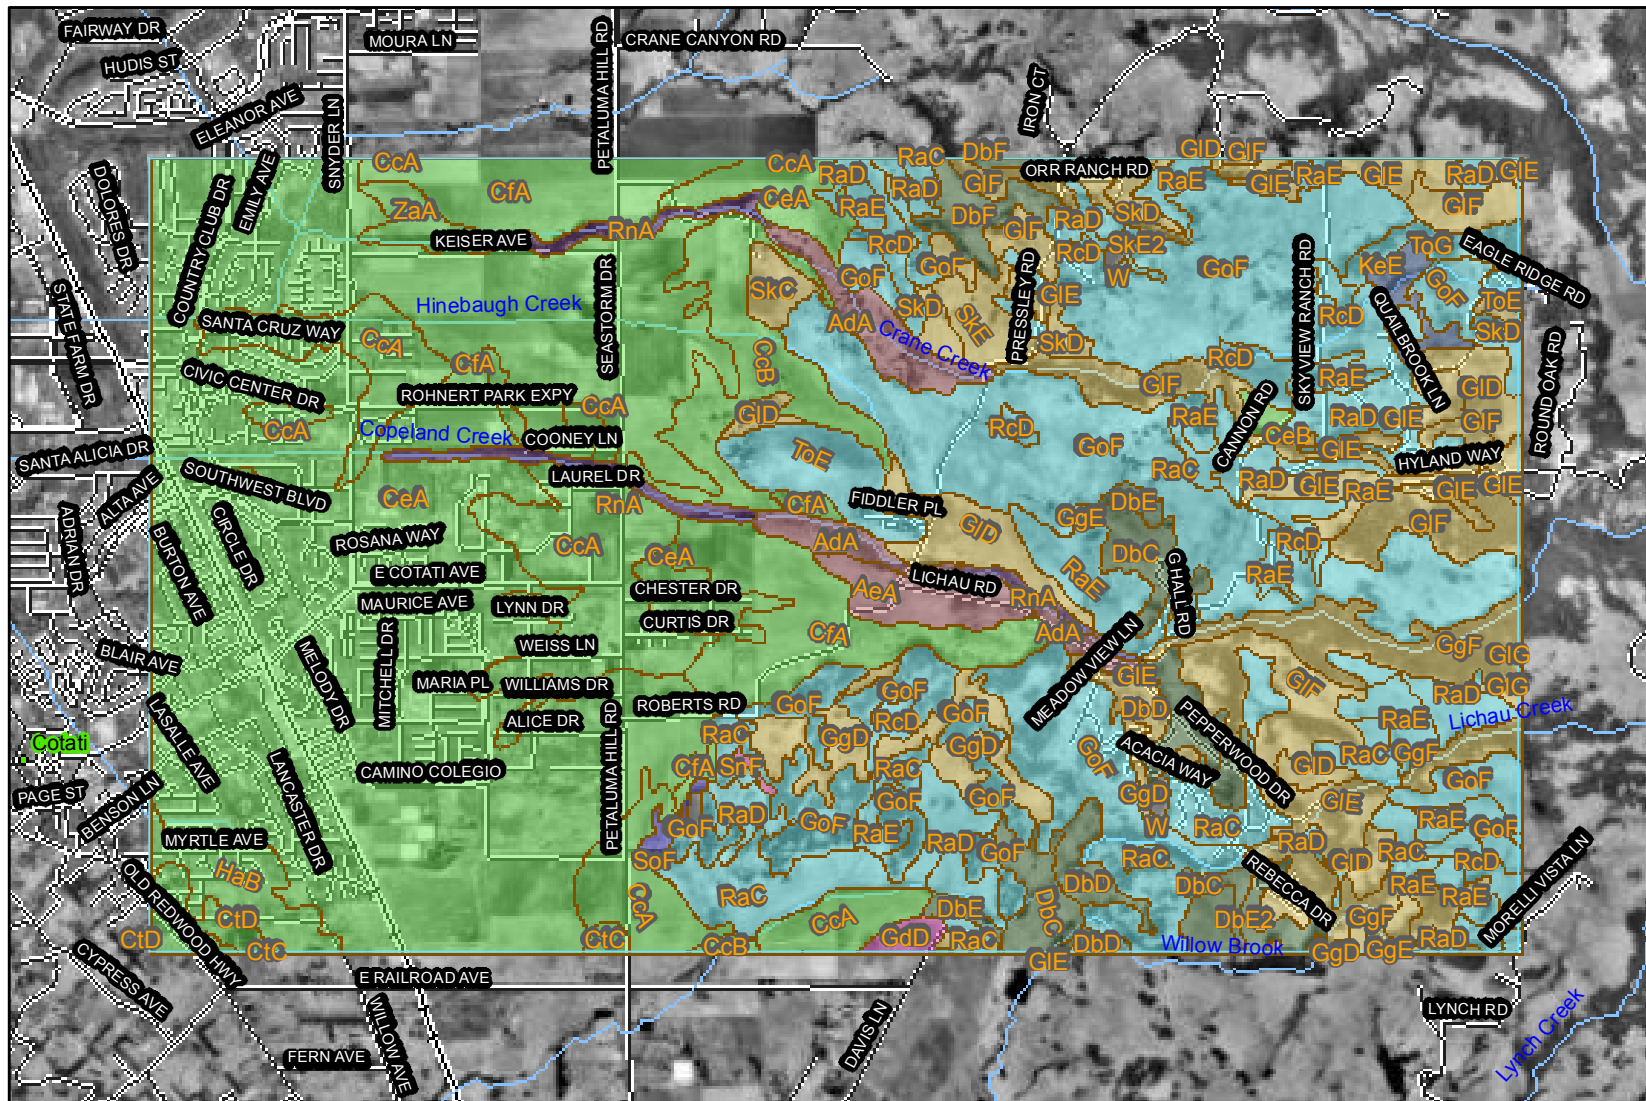 FAIRWAY DR
HUDIS ST
ELEANOR AVE
MOURA LN
SNYDER LN
PETALUMA HILL RD
CRANE CANYON RD
IRON CT
DOLORES DR
COUNTRY CLUB DR
EMILY AVE
CcA
CfA
ZaA
KEISER AVE
RnA
CcA
CeA
RaD
RaE
RaC
RaD
DbF
GlF
DbF
GlF
ORR RANCH RD
RaD
SkD
RaE
GlD
GlF
GlE
RaE
GlE
RaD
GlE
GlF
RcD
GoF
GoF
SkD
SkE
AdA
Crane Creek
SkC
RcD
SkE2
W
GlE
SkD
PRESSLEY RD
GoF
SKYVIEW RANCH RD
KeE
ToG
GoF
EAGLE RIDGE RD
ToE
SkD
QUAILBROOK LN
RcD
ROUND OAK RD
STATE FARM DR
SANTA CRUZ WAY
Hinebaugh Creek
SEASTORM DR
CcA
CfA
CIVIC CENTER DR
ROHNERT PARK EXPY
CcA
CcA
Copeland Creek
COONEY LN
CcB
GlD
ToE
RcD
GoF
RcD
GlF
RaE
RaE
CANNON RD
CeB
RaD
GlE
GlD
GlF
GlE
HYLAND WAY
SANTA ALICIA DR
ALTA AVE
SOUTHWEST BLVD
LAUREL DR
RnA
CeA
CfA
FIDDLER PL
GlD
RaC
RaD
GlE
RaE
GlE
GlE
GlF
DbE
GgE
DbC
RcD
RaE
RaE
ADRIAN DR
BURTON AVE
CIRCLE DR
ROSANA WAY
CcA
CeA
AdA
E COTATI AVE
CHESTER DR
LICHAU RD
AeA
RnA
AdA
G HALL RD
MAURICE AVE
LYNN DR
CURTIS DR
CfA
MEADOW VIEW LN
BLAIR AVE
MELODY DR
MITCHELL DR
WEISS LN
MARIA PL
WILLIAMS DR
ALICE DR
ROBERTS RD
GoF
GoF
RcD
GoF
GgD
GgD
GlE
DbD
GlF
GgF
GlG
GlG
RaD
RaE
Lichau Creek
PEPPERWOOD DR
ACACIA WAY
GoF
Cotati
LASALLE AVE
LANCASTER DR
CAMINO COLEGIO
PETALUMA HILL RD
RaC
CfA
SnF
RaD
RaC
GoF
GoF
RaE
GoF
GoF
SoF
RaD
GoF
GgD
W
RaC
GlD
GlE
RaC
GgF
GoF
RaE
GoF
PAGE ST
BENSON LN
MYRTLE AVE
HaB
CtD
CtD
CtC
OLD REDWOOD HWY
CtC
CcA
RaC
CcB
CcA
GdD
DbE
RaC
DbC
DbD
RaC
DbC
DbE2
DbD
GlE
Willow Brook
RaD
GlD
RaC
RcD
RaE
RaE
GgF
REBECCA DR
RaD
GgD
GgE
MORELLI VISTA LN
CYPRESS AVE
E RAILROAD AVE
WILLOW AVE
FERN AVE
DAVIS LN
LYNCH RD
Lynch Creek